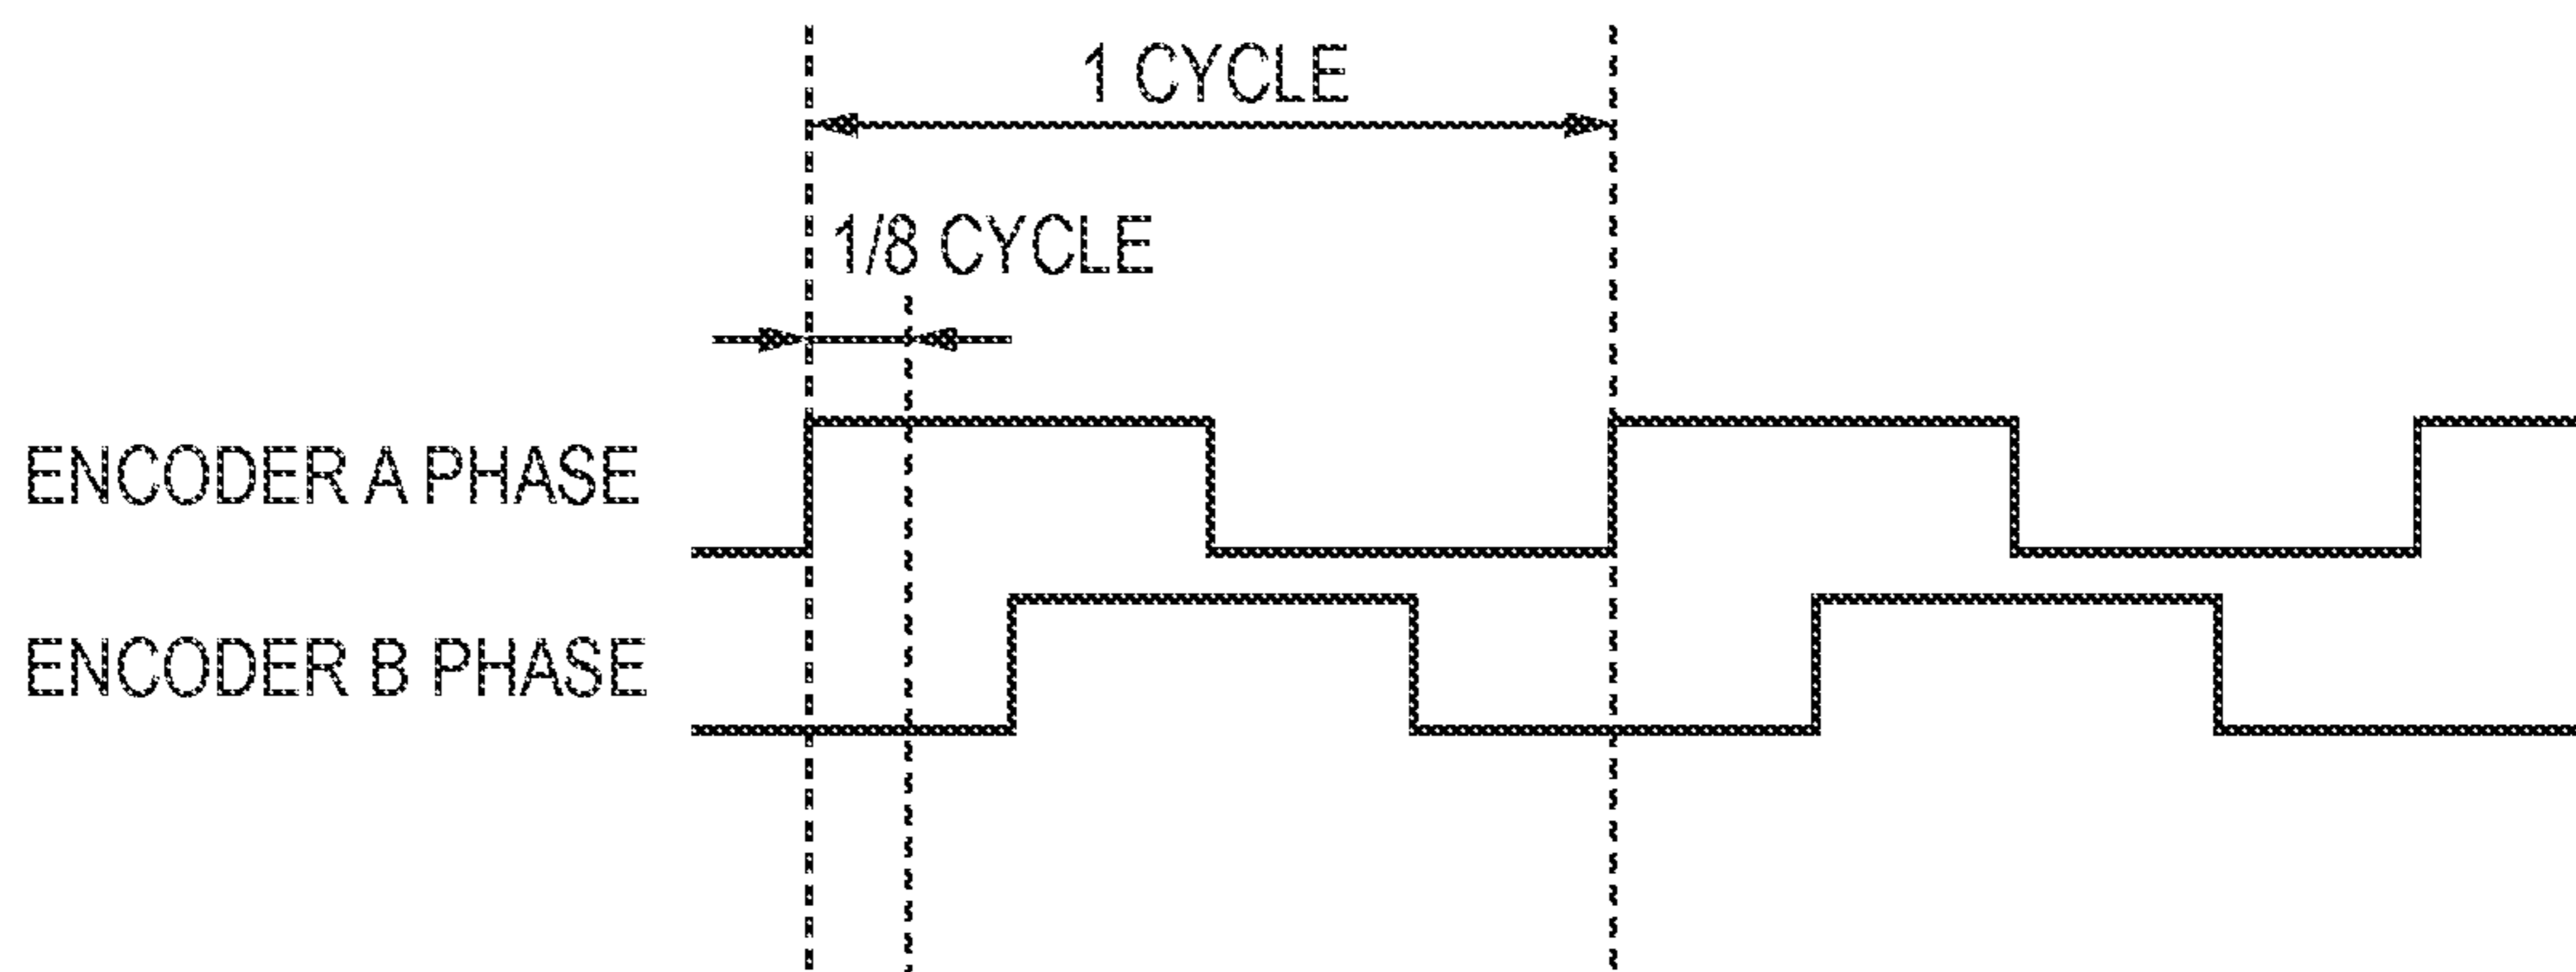 1 CYCLE
1/8 CYCLE
ENCODER A PHASE
ENCODER B PHASE